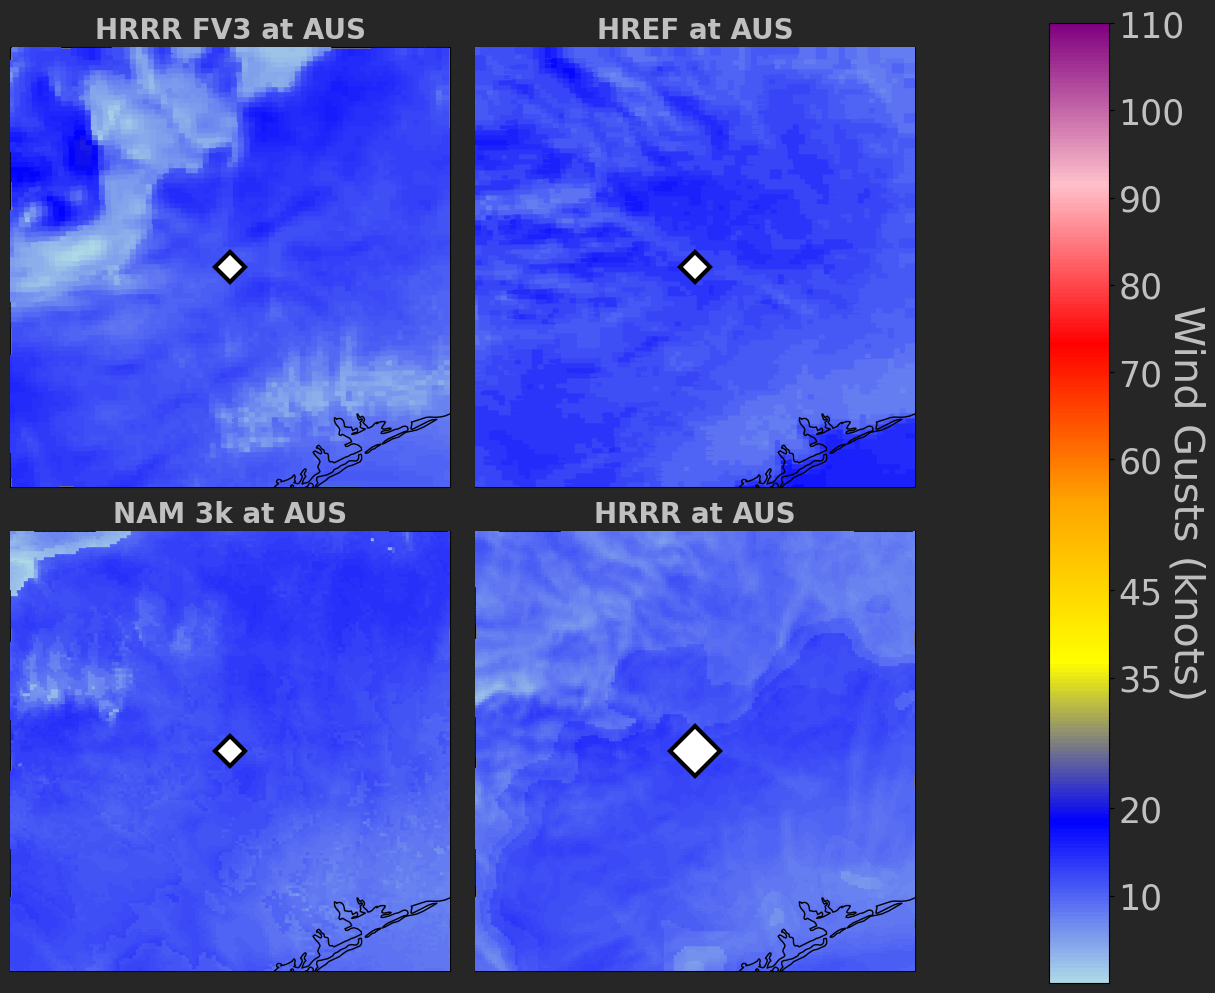 HRRR FV3 at AUS
HREF at AUS
NAM 3k at AUS
HRRR at AUS
110
100
90
80
70
60
45
35
20
10
Wind Gusts (knots)